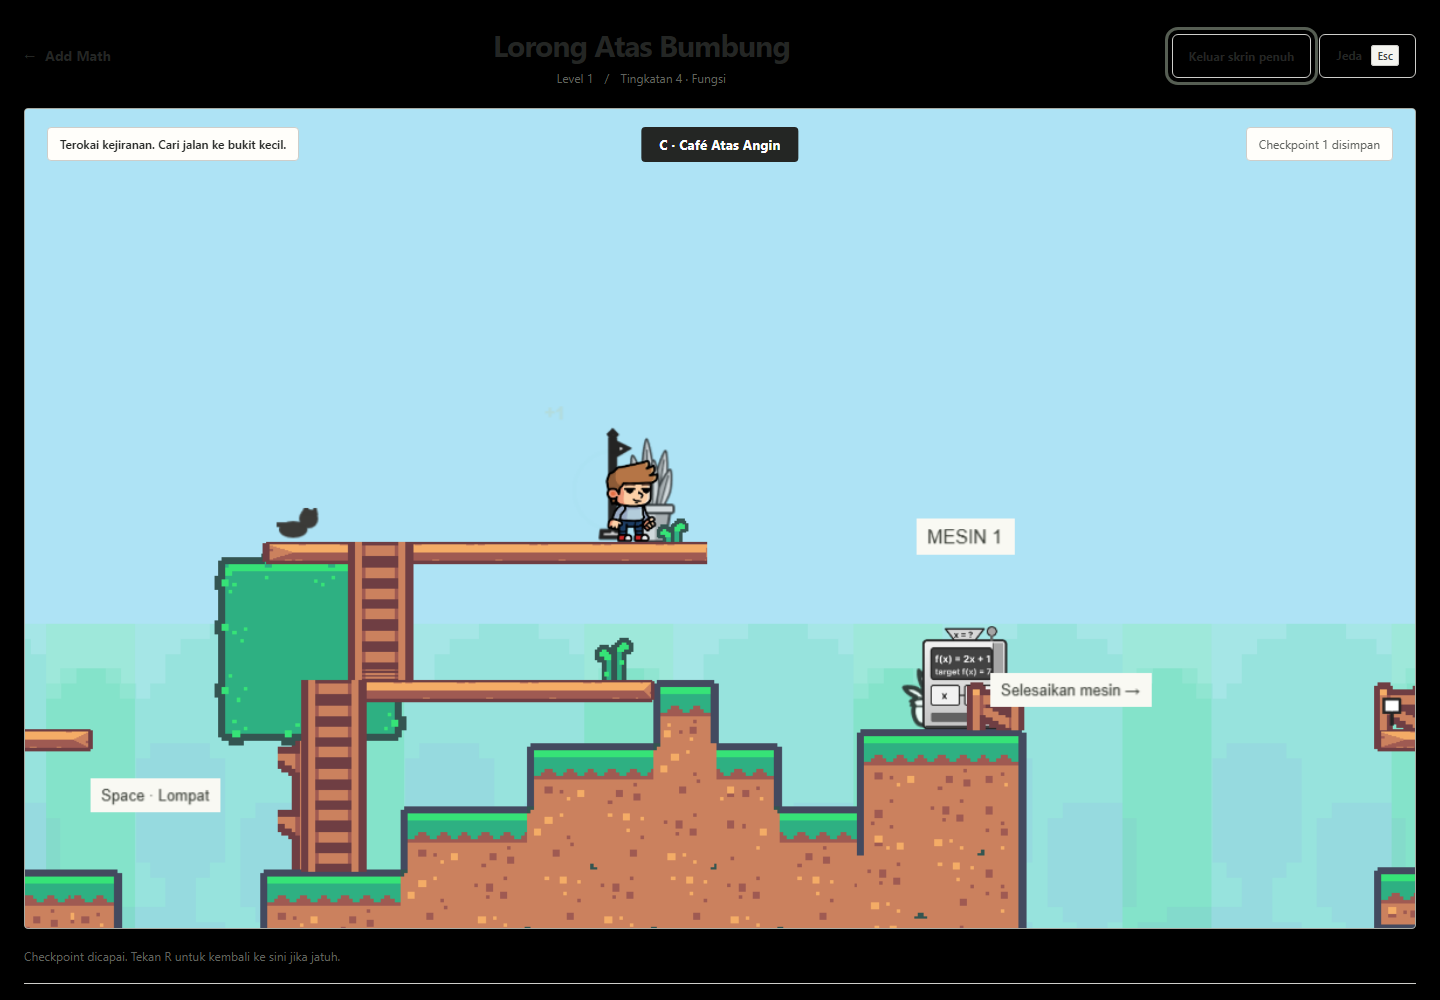 ← Add Math
Lorong Atas Bumbung
Level 1 / Tingkatan 4 · Fungsi
Keluar skrin penuh
Jeda Esc
Terokai kejiranan. Cari jalan ke bukit kecil.
C · Café Atas Angin
Checkpoint 1 disimpan
+1
MESIN 1
x = ?
f(x) = 2x + 1
target f(x) = 7
x
Selesaikan mesin →
Space · Lompat
Checkpoint dicapai. Tekan R untuk kembali ke sini jika jatuh.